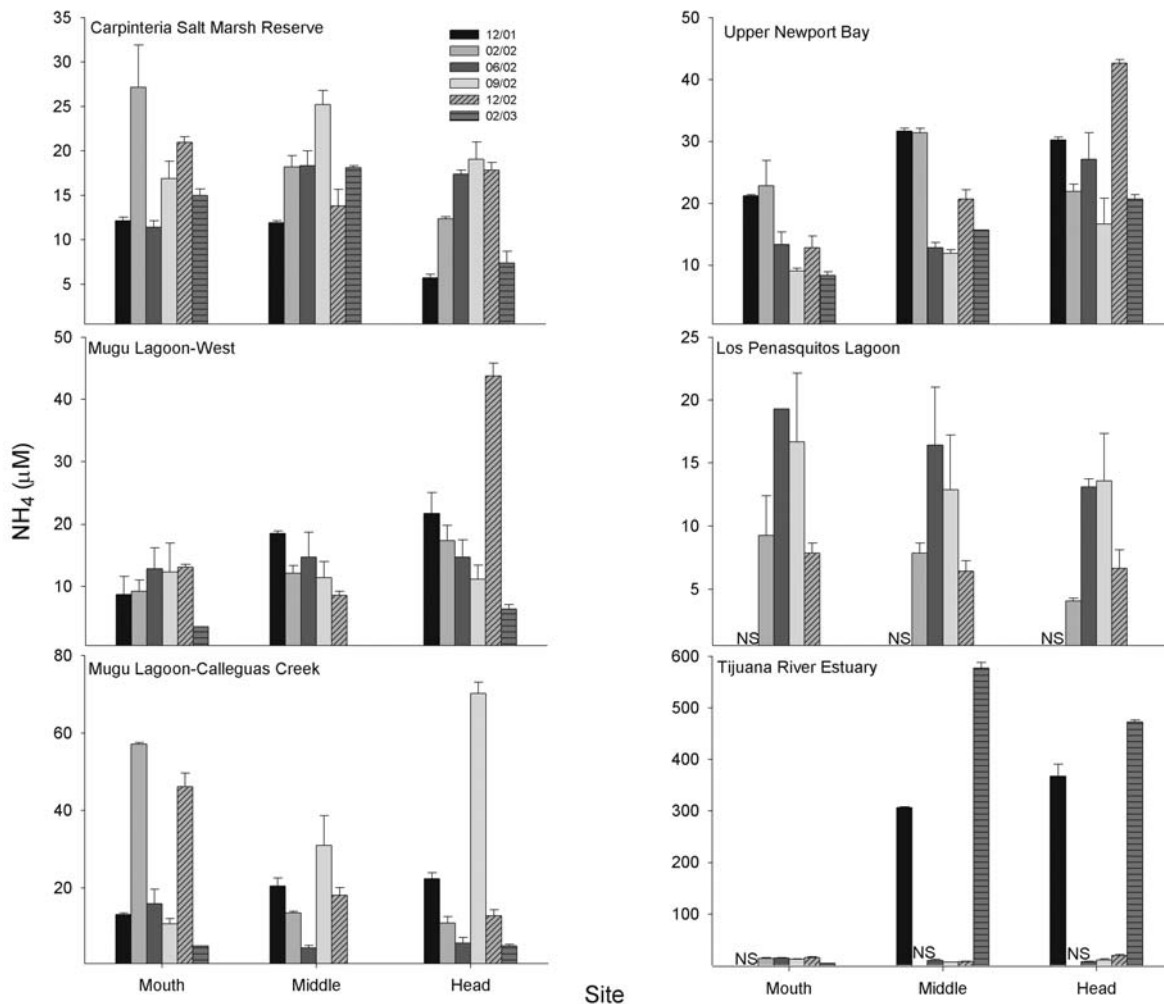 Carpinteria Salt Marsh Reserve
12/01
02/02
06/02
09/02
12/02
02/03
35
30
25
20
15
10
5
Upper Newport Bay
50
40
30
20
10
Mugu Lagoon-West
50
40
30
20
10
Los Penasquitos Lagoon
25
20
15
10
5
NS
NS
NS
NH4 (μM)
Mugu Lagoon-Calleguas Creek
80
60
40
20
Mouth
Middle
Head
Tijuana River Estuary
600
500
400
300
200
100
NS
NS
NS
Mouth
Middle
Head
Site